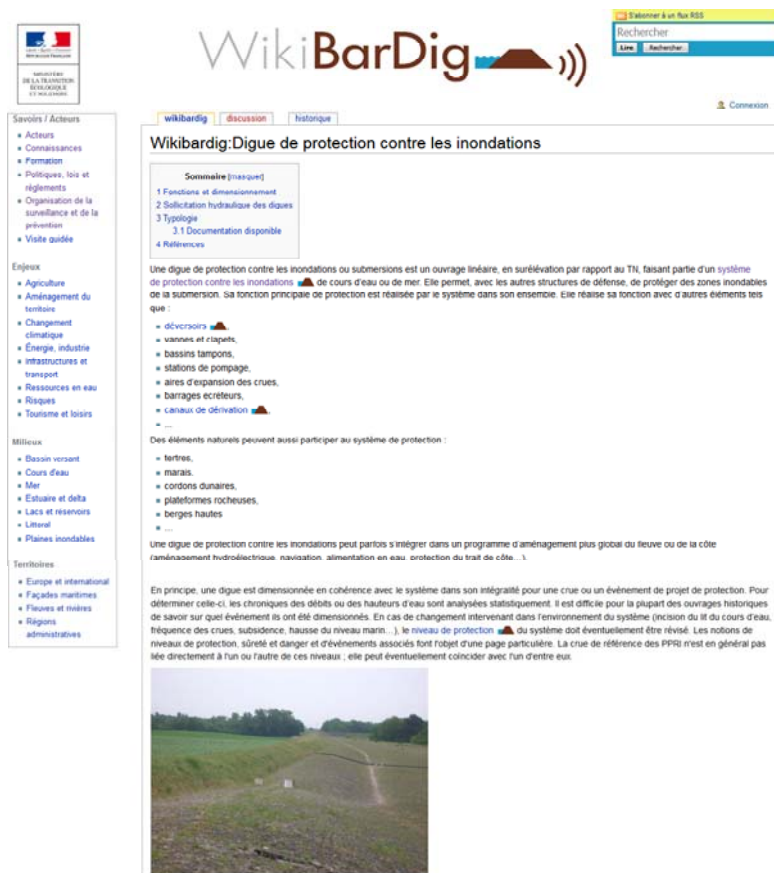 S'abonner à un flux RSS
Rechercher
Lire Rechercher
WikiBarDig
RÉPUBLIQUE FRANÇAISE
MINISTÈRE
DE LA TRANSITION
ÉCOLOGIQUE
ET SOLIDAIRE
Connexion
Savoirs / Acteurs
Acteurs
Connaissances
Formation
Politiques, lois et
règlements
Organisation de la
surveillance et de la
prévention
Visite guidée
Enjeux
Agriculture
Aménagement du
territoire
Changement
climatique
Énergie, industrie
Infrastructures et
transport
Ressources en eau
Risques
Tourisme et loisirs
Milieux
Bassin versant
Cours d'eau
Mer
Estuaire et delta
Lacs et réservoirs
Littoral
Plaines inondables
Territoires
Europe et international
Façades maritimes
Fleuves et rivières
Régions
administratives
wikibardig discussion historique
Wikibardig:Digue de protection contre les inondations
Sommaire [masquer]
1 Fonctions et dimensionnement
2 Sollicitation hydraulique des digues
3 Typologie
3.1 Documentation disponible
4 Références
Une digue de protection contre les inondations ou submersions est un ouvrage linéaire, en surélévation par rapport au TN, faisant partie d'un système
de protection contre les inondations de cours d'eau ou de mer. Elle permet, avec les autres structures de défense, de protéger des zones inondables
de la submersion. Sa fonction principale de protection est réalisée par le système dans son ensemble. Elle réalise sa fonction avec d'autres éléments tels
que :
déversoirs ,
vannes et clapets,
bassins tampons,
stations de pompage,
aires d'expansion des crues,
barrages ecreteurs,
canaux de dérivation ,
...
Des éléments naturels peuvent aussi participer au système de protection :
tertres,
marais,
cordons dunaires,
plateformes rocheuses,
berges hautes
...
Une digue de protection contre les inondations peut parfois s'intégrer dans un programme d'aménagement plus global du fleuve ou de la côte
(aménagement hydroélectrique, navigation, alimentation en eau, protection du trait de côte…).
En principe, une digue est dimensionnée en cohérence avec le système dans son intégralité pour une crue ou un évènement de projet de protection. Pour
déterminer celle-ci, les chroniques des débits ou des hauteurs d'eau sont analysées statistiquement. Il est difficile pour la plupart des ouvrages historiques
de savoir sur quel événement ils ont été dimensionnés. En cas de changement intervenant dans l'environnement du système (incision du lit du cours d'eau,
fréquence des crues, subsidence, hausse du niveau marin…), le niveau de protection du système doit éventuellement être révisé. Les notions de
niveaux de protection, sûreté et danger et d'événements associés font l'objet d'une page particulière. La crue de référence des PPRI n'est en général pas
liée directement à l'un ou l'autre de ces niveaux ; elle peut éventuellement coïncider avec l'un d'entre eux.